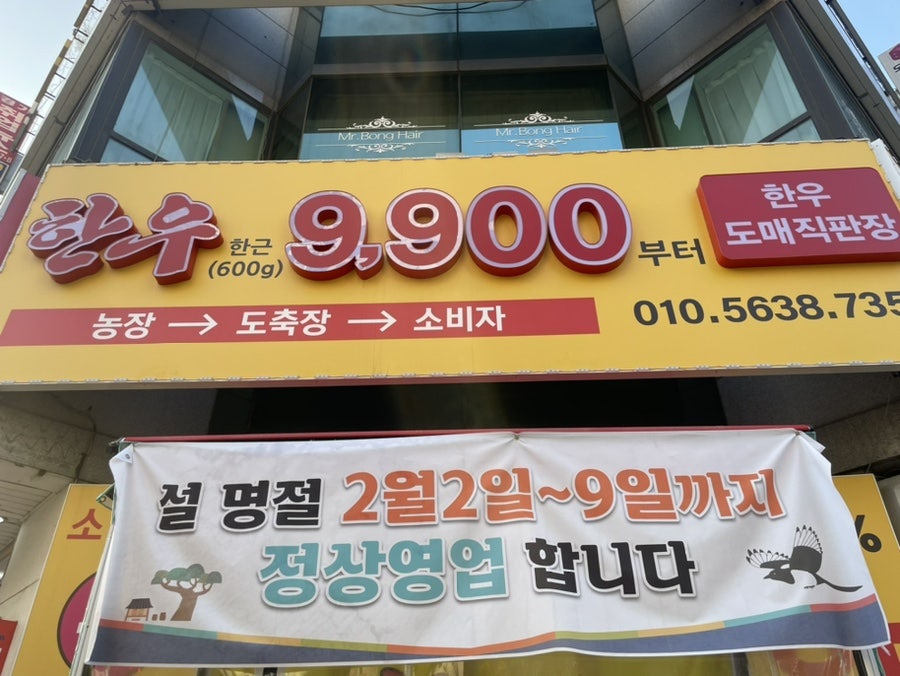 Mr. Bong Hair
Mr. Bong Hair
한우
한근
(600g)
9,900
부터
한우
도매직판장
농장 → 도축장 → 소비자
010.5638.735
설 명절 2월2일~9일까지
정상영업 합니다
소
%